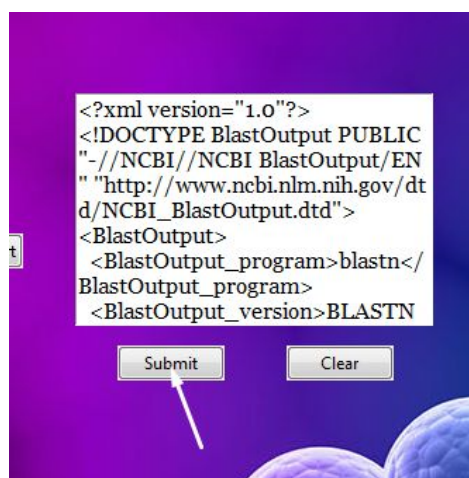 <?xml version="1.0"?>
<!DOCTYPE BlastOutput PUBLIC
"-//NCBI//NCBI BlastOutput/EN
" "http://www.ncbi.nlm.nih.gov/dt
d/NCBI_BlastOutput.dtd">
<BlastOutput>
  <BlastOutput_program>blastn</
BlastOutput_program>
  <BlastOutput_version>BLASTN
t
Submit Clear